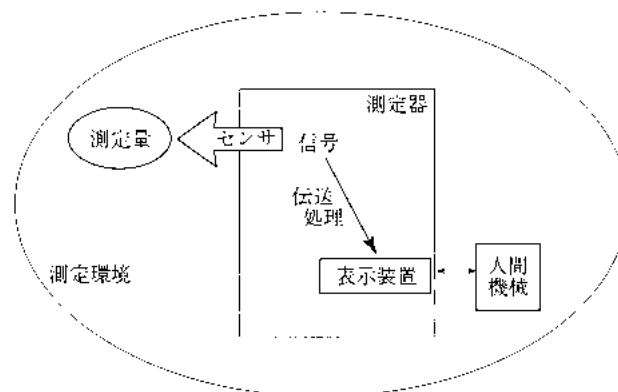 測定器
測定量
センサ
信号
伝送
処理
測定環境
表示装置
人間
機械